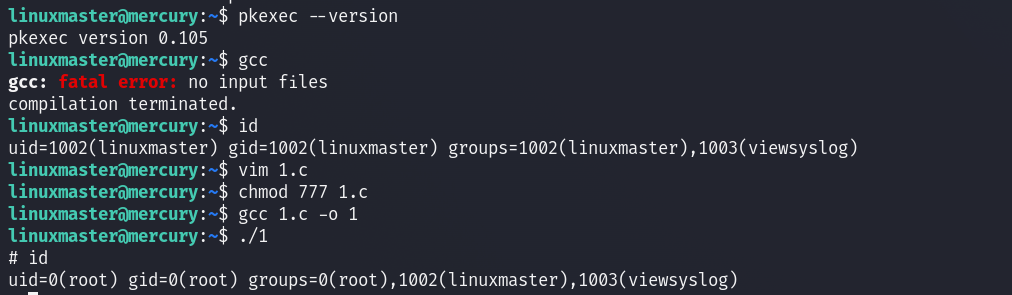 linuxmaster@mercury:~$ pkexec --version
pkexec version 0.105
linuxmaster@mercury:~$ gcc
gcc: fatal error: no input files
compilation terminated.
linuxmaster@mercury:~$ id
uid=1002(linuxmaster) gid=1002(linuxmaster) groups=1002(linuxmaster),1003(viewsyslog)
linuxmaster@mercury:~$ vim 1.c
linuxmaster@mercury:~$ chmod 777 1.c
linuxmaster@mercury:~$ gcc 1.c -o 1
linuxmaster@mercury:~$ ./1
# id
uid=0(root) gid=0(root) groups=0(root),1002(linuxmaster),1003(viewsyslog)